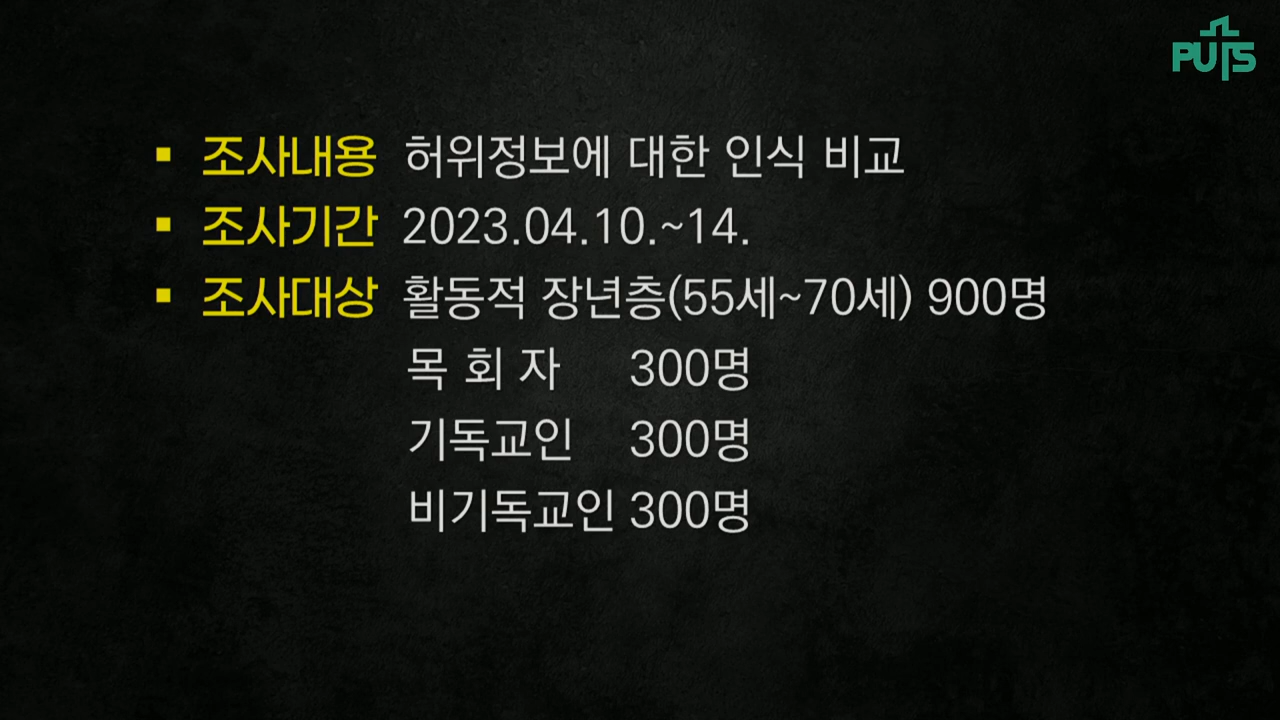 PUTS
▪ 조사내용 허위정보에 대한 인식 비교
▪ 조사기간 2023.04.10.~14.
▪ 조사대상 활동적 장년층(55세~70세) 900명
목 회 자 300명
기독교인 300명
비기독교인 300명